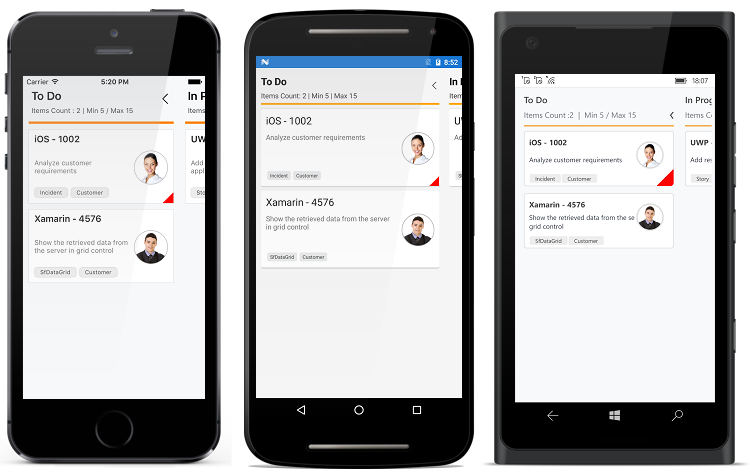 Carrier 5:20 PM
To Do In P
Items Count : 2 | Min 5 / Max 15 Items
iOS - 1002 UW
Analyze customer Add
requirements appl
Incident Customer Sto
Xamarin - 4576
Show the retrieved data from
the server in grid control
SfDataGrid Customer
8:52
To Do In
Items Count: 2 | Min 5 / Max 15 Item
iOS - 1002 U
Analyze customer requirements Ad
Incident Customer S
Xamarin - 4576
Show the retrieved data from the server
in grid control
SfDataGrid Customer
18:07
To Do In Prog
Items Count :2 | Min 5 / Max 15 Items C
iOS - 1002 UWP -
Analyze customer requirements Add res
Incident Customer Story
Xamarin - 4576
Show the retrieved data from the se
grid control
SfDataGrid Customer